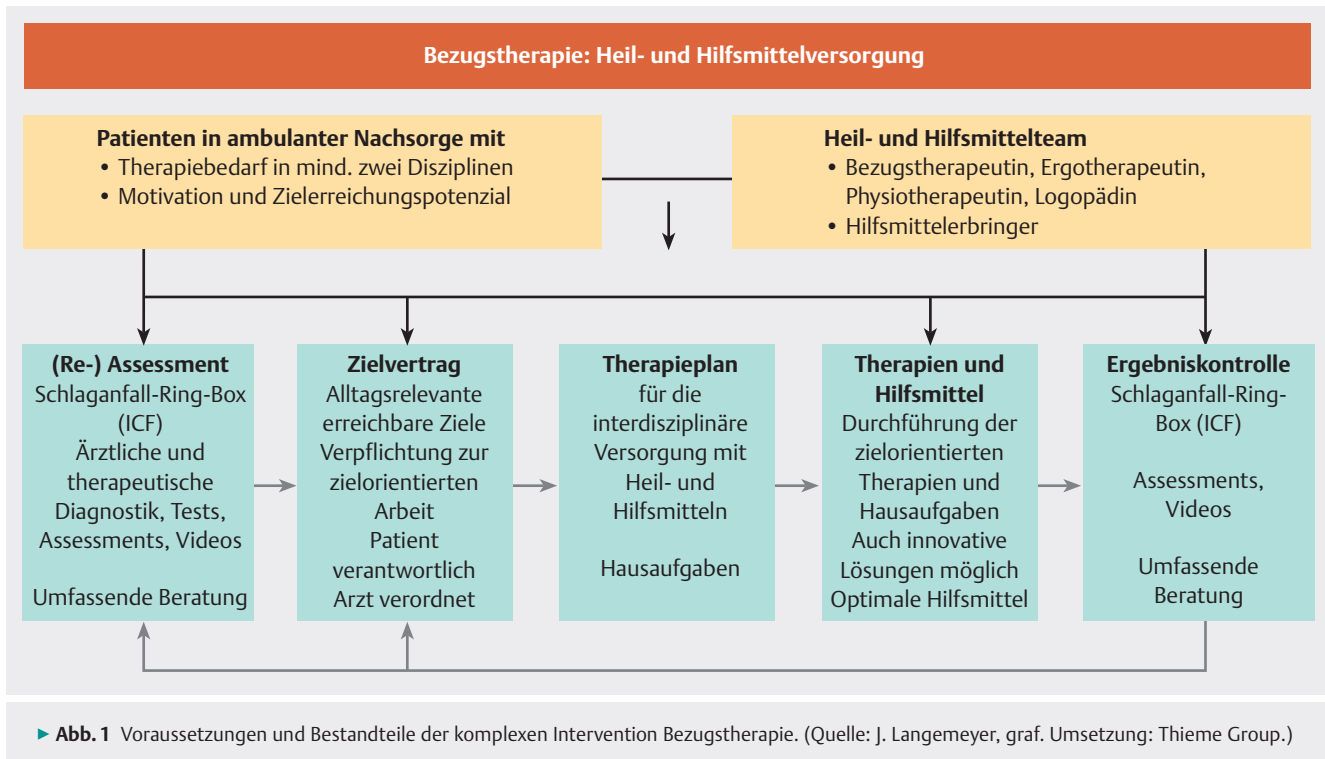 Bezugstherapie: Heil- und Hilfsmittelversorgung
Patienten in ambulanter Nachsorge mit
• Therapiebedarf in mind. zwei Disziplinen
• Motivation und Zielerreichungspotenzial
Heil- und Hilfsmittelteam
• Bezugstherapeutin, Ergotherapeutin,
Physiotherapeutin, Logopädin
• Hilfsmittelerbringer
(Re-) Assessment
Schlaganfall-Ring-Box
(ICF)
Ärztliche und
therapeutische
Diagnostik, Tests,
Assessments, Videos
Umfassende Beratung
Zielvertrag
Alltagsrelevante
erreichbare Ziele
Verpflichtung zur
zielorientierten
Arbeit
Patient
verantwortlich
Arzt verordnet
Therapieplan
für die
interdisziplinäre
Versorgung mit
Heil- und
Hilfsmitteln
Hausaufgaben
Therapien und
Hilfsmittel
Durchführung der
zielorientierten
Therapien und
Hausaufgaben
Auch innovative
Lösungen möglich
Optimale Hilfsmittel
Ergebniskontrolle
Schlaganfall-Ring-
Box (ICF)
Assessments,
Videos
Umfassende
Beratung
▶ Abb. 1 Voraussetzungen und Bestandteile der komplexen Intervention Bezugstherapie. (Quelle: J. Langemeyer, graf. Umsetzung: Thieme Group.)